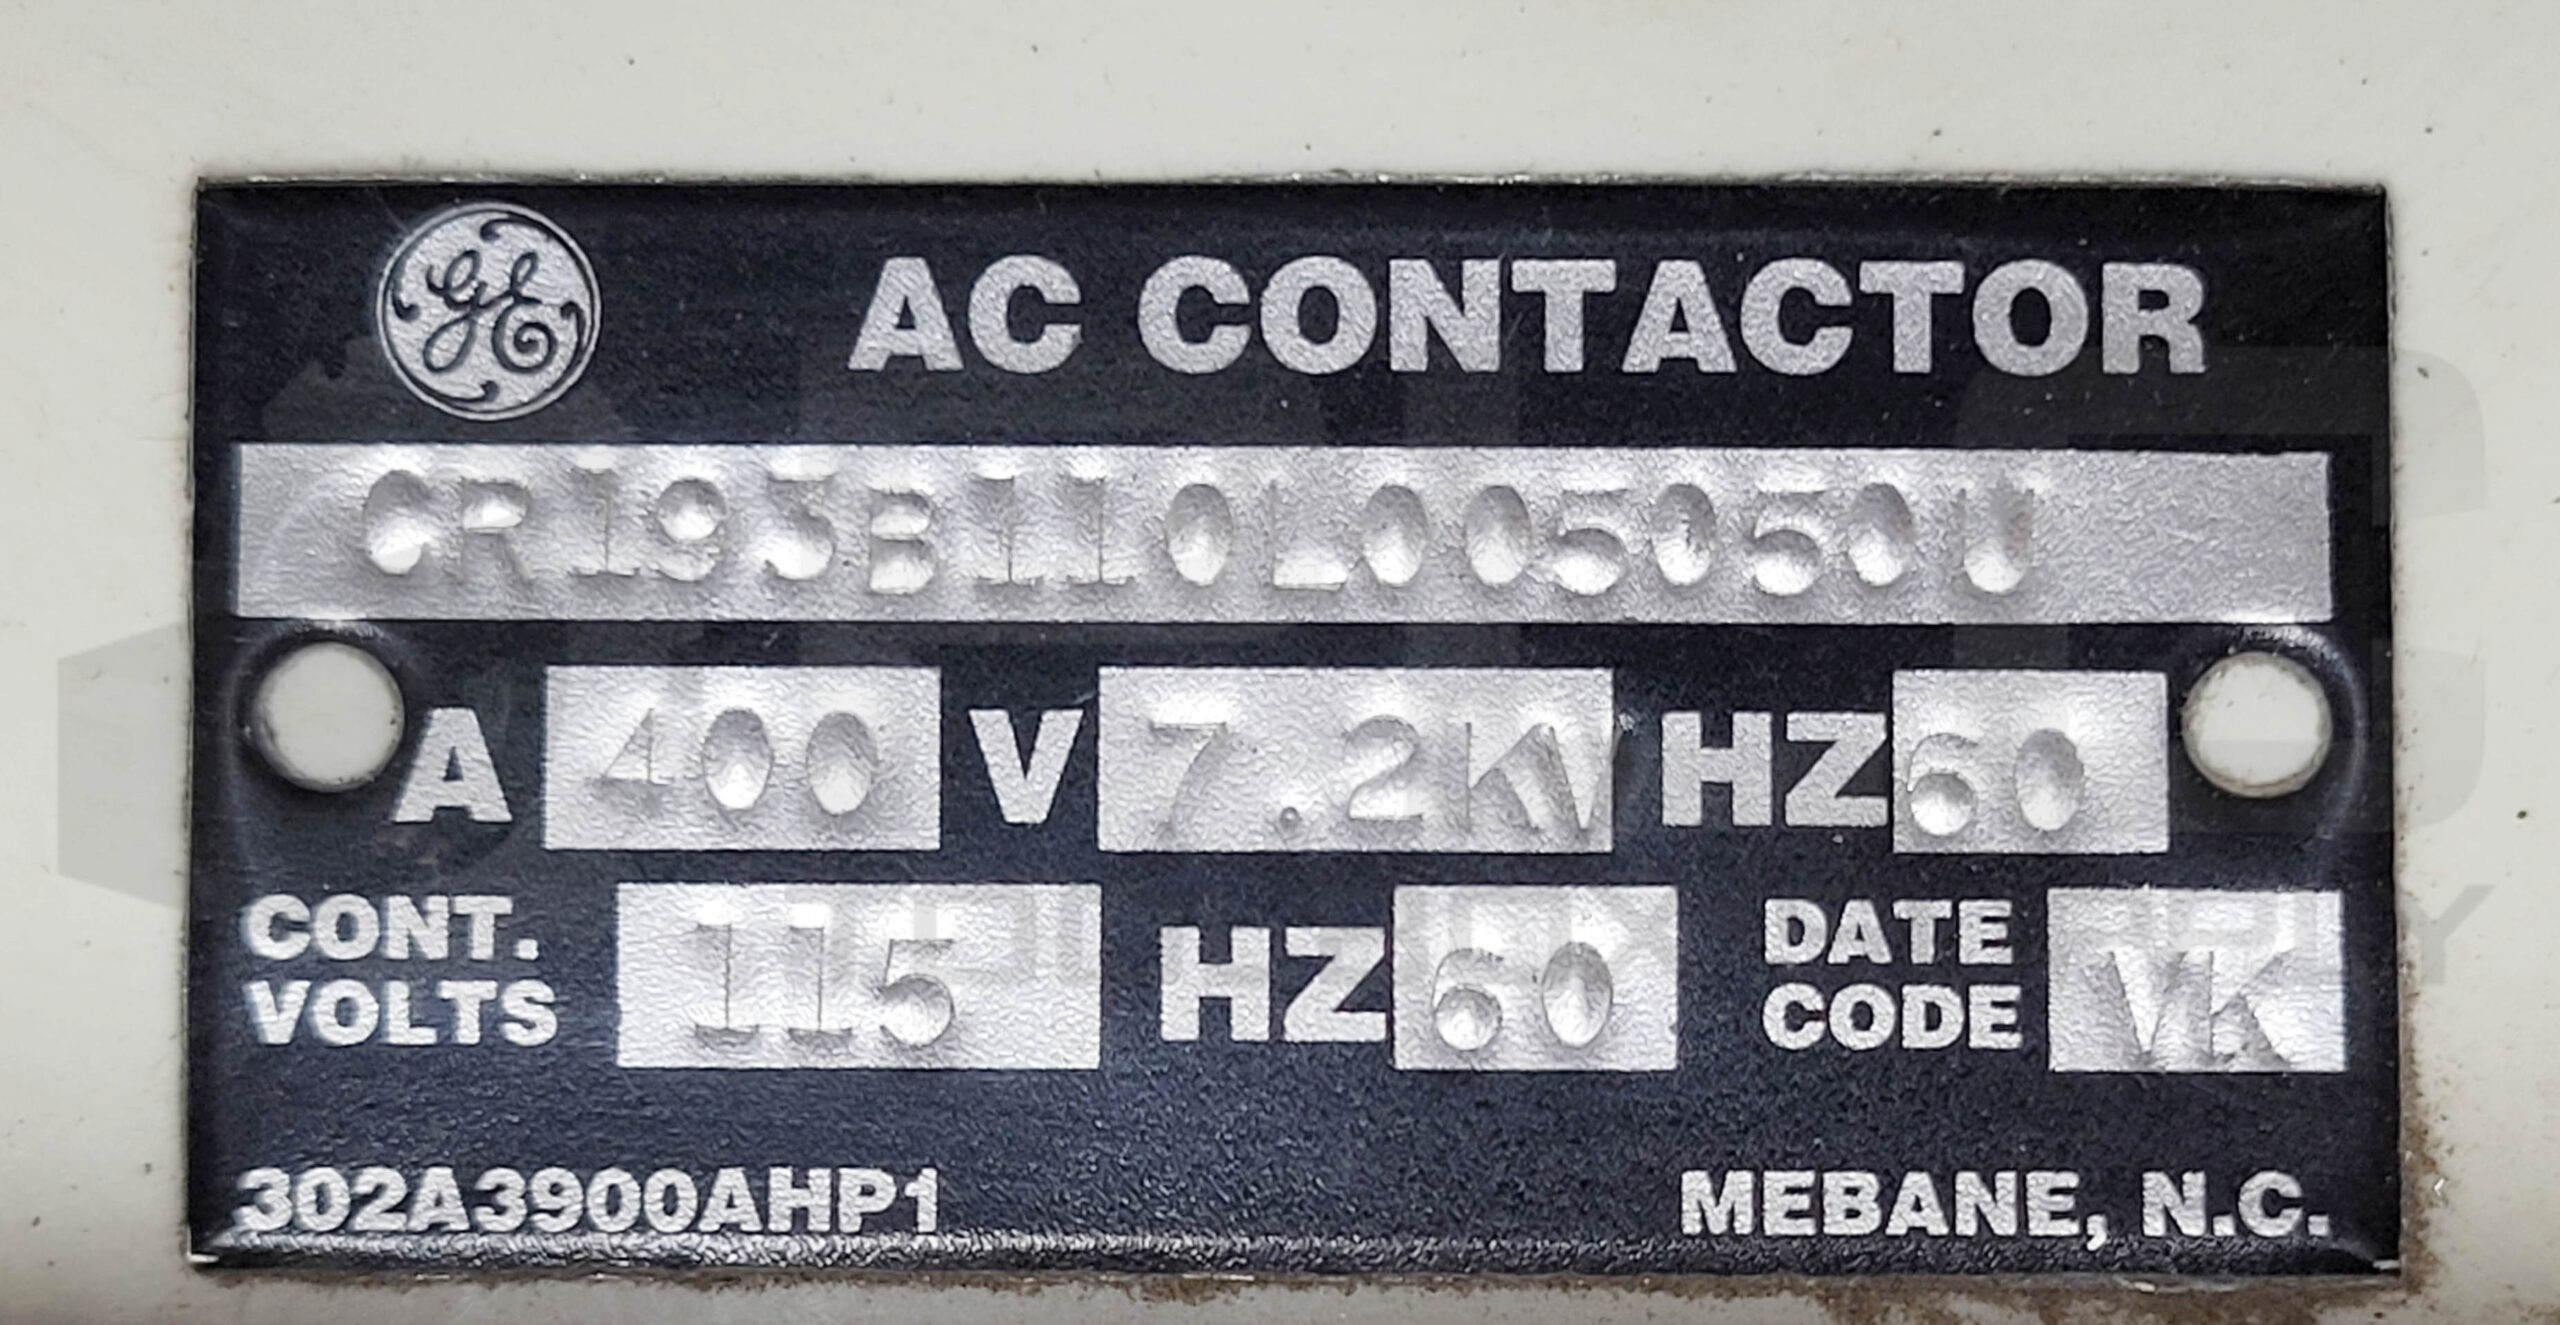 GE AC CONTACTOR
CR193B110L005050U
A 400 V 7.2KV HZ 60
CONT. VOLTS 115 HZ 60 DATE CODE VK
302A3900AHP1 MEBANE, N.C.